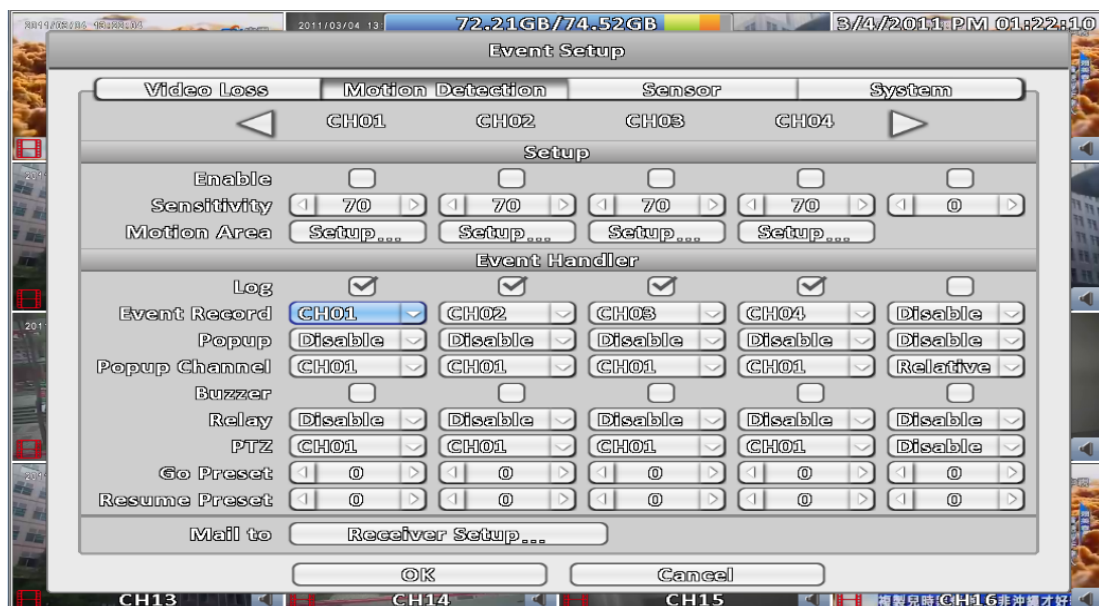 2011/03/04 13:
72.21GB/74.52GB
3/4/2011 PM 01:22:10
Event Setup
Video Loss Motion Detection Sensor System
CH01 CH02 CH03 CH04
Setup
Enable
Sensitivity 70 70 70 70 0
Motion Area Setup... Setup... Setup... Setup...
Event Handler
Log
Event Record CH01 CH02 CH03 CH04 Disable
Popup Disable Disable Disable Disable Disable
Popup Channel CH01 CH01 CH01 CH01 Relative
Buzzer
Relay Disable Disable Disable Disable Disable
PTZ CH01 CH01 CH01 CH01 Disable
Go Preset 0 0 0 0 0
Resume Preset 0 0 0 0 0
Mail to Receiver Setup...
OK Cancel
CH13 CH14 CH15 CH16